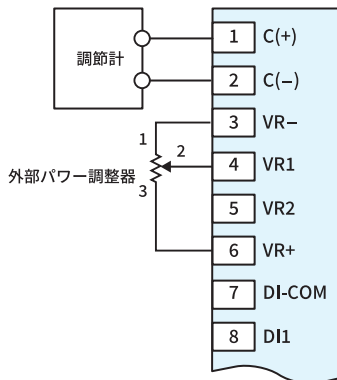 調節計
1 C(+)
2 C(−)
3 VR−
4 VR1
5 VR2
6 VR+
7 DI-COM
8 DI1
1
2
外部パワー調整器
3